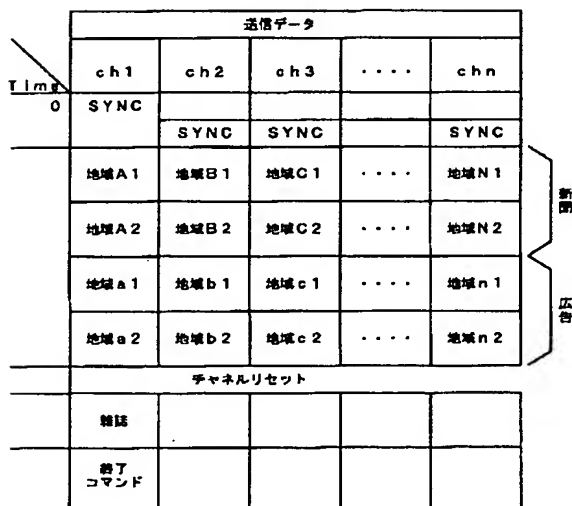 送信データ
Time ch1 ch2 ch3 ‥‥ chn
0 SYNC
SYNC SYNC SYNC
地域A1 地域B1 地域C1 ‥‥ 地域N1
地域A2 地域B2 地域C2 ‥‥ 地域N2
新聞
地域a1 地域b1 地域c1 ‥‥ 地域n1
地域a2 地域b2 地域c2 ‥‥ 地域n2
広告
チャネルリセット
雑誌
終了
コマンド